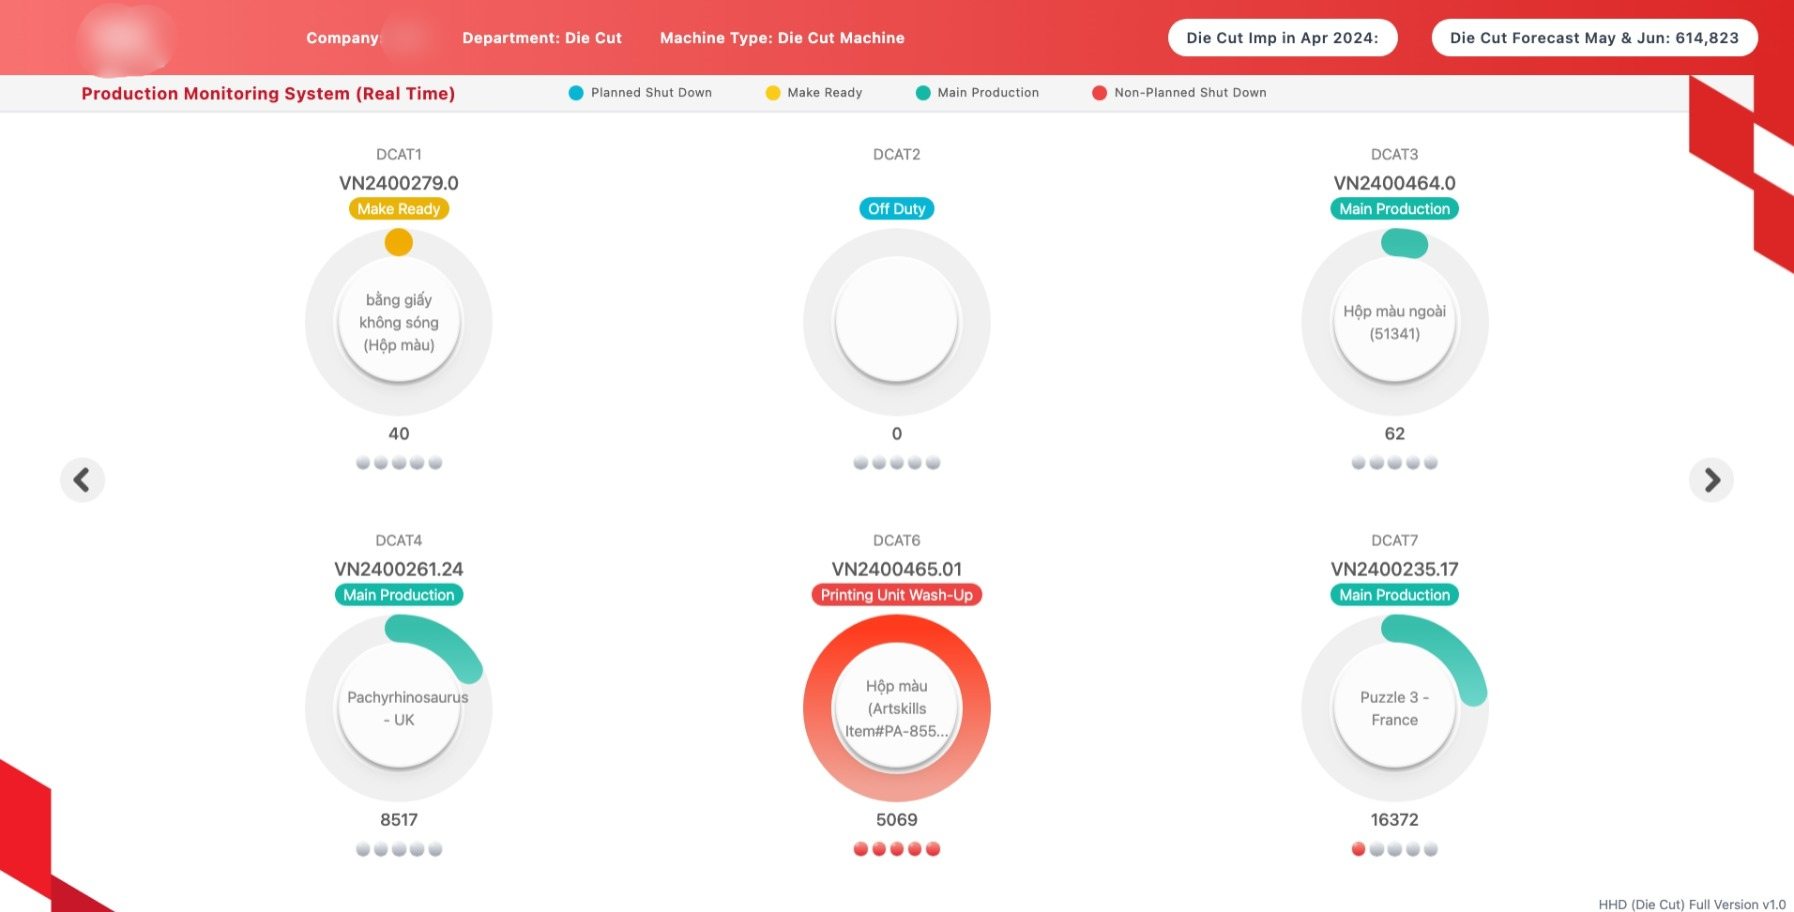 Company:
Department: Die Cut
Machine Type: Die Cut Machine
Die Cut Imp in Apr 2024:
Die Cut Forecast May & Jun: 614,823
Production Monitoring System (Real Time)
Planned Shut Down
Make Ready
Main Production
Non-Planned Shut Down
DCAT1
VN2400279.0
Make Ready
bằng giấy
không sóng
(Hộp màu)
40
DCAT2
Off Duty
0
DCAT3
VN2400464.0
Main Production
Hộp màu ngoài
(51341)
62
DCAT4
VN2400261.24
Main Production
Pachyrhinosaurus
- UK
8517
DCAT6
VN2400465.01
Printing Unit Wash-Up
Hộp màu
(Artskills
Item#PA-855...
5069
DCAT7
VN2400235.17
Main Production
Puzzle 3 -
France
16372
HHD (Die Cut) Full Version v1.0